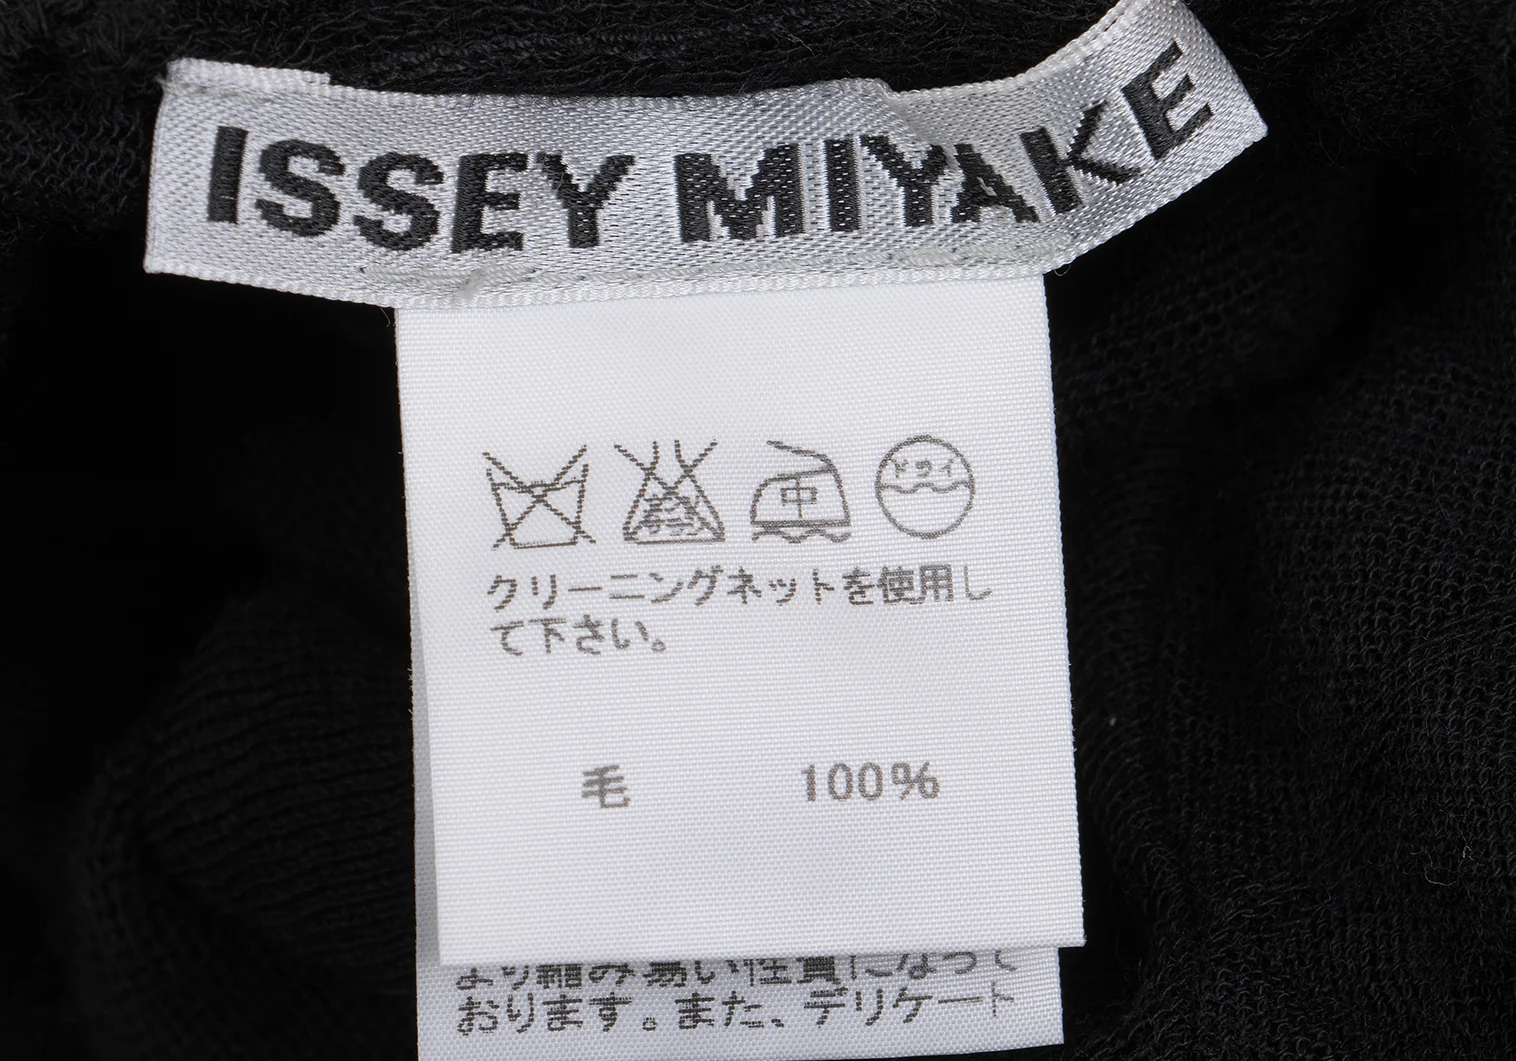 ISSEY MIYAKE
中
ドライ
クリーニングネットを使用し
て下さい。
毛 100%
より縮み易い性質になって
おります。また、デリケート